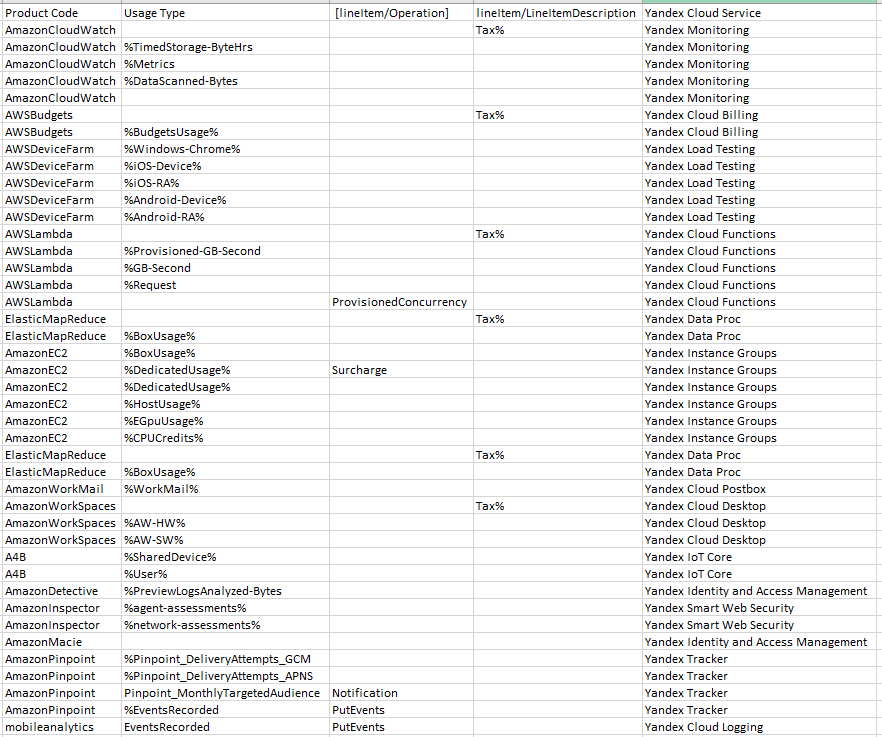 Product Code Usage Type [lineItem/Operation] lineItem/LineItemDescription Yandex Cloud Service
AmazonCloudWatch Tax% Yandex Monitoring
AmazonCloudWatch %TimedStorage-ByteHrs Yandex Monitoring
AmazonCloudWatch %Metrics Yandex Monitoring
AmazonCloudWatch %DataScanned-Bytes Yandex Monitoring
AmazonCloudWatch Yandex Monitoring
AWSBudgets Tax% Yandex Cloud Billing
AWSBudgets %BudgetsUsage% Yandex Cloud Billing
AWSDeviceFarm %Windows-Chrome% Yandex Load Testing
AWSDeviceFarm %iOS-Device% Yandex Load Testing
AWSDeviceFarm %iOS-RA% Yandex Load Testing
AWSDeviceFarm %Android-Device% Yandex Load Testing
AWSDeviceFarm %Android-RA% Yandex Load Testing
AWSLambda Tax% Yandex Cloud Functions
AWSLambda %Provisioned-GB-Second Yandex Cloud Functions
AWSLambda %GB-Second Yandex Cloud Functions
AWSLambda %Request Yandex Cloud Functions
AWSLambda ProvisionedConcurrency Yandex Cloud Functions
ElasticMapReduce Tax% Yandex Data Proc
ElasticMapReduce %BoxUsage% Yandex Data Proc
AmazonEC2 %BoxUsage% Yandex Instance Groups
AmazonEC2 %DedicatedUsage% Surcharge Yandex Instance Groups
AmazonEC2 %DedicatedUsage% Yandex Instance Groups
AmazonEC2 %HostUsage% Yandex Instance Groups
AmazonEC2 %EGpuUsage% Yandex Instance Groups
AmazonEC2 %CPUCredits% Yandex Instance Groups
ElasticMapReduce Tax% Yandex Data Proc
ElasticMapReduce %BoxUsage% Yandex Data Proc
AmazonWorkMail %WorkMail% Yandex Cloud Postbox
AmazonWorkSpaces Tax% Yandex Cloud Desktop
AmazonWorkSpaces %AW-HW% Yandex Cloud Desktop
AmazonWorkSpaces %AW-SW% Yandex Cloud Desktop
A4B %SharedDevice% Yandex IoT Core
A4B %User% Yandex IoT Core
AmazonDetective %PreviewLogsAnalyzed-Bytes Yandex Identity and Access Management
AmazonInspector %agent-assessments% Yandex Smart Web Security
AmazonInspector %network-assessments% Yandex Smart Web Security
AmazonMacie Yandex Identity and Access Management
AmazonPinpoint %Pinpoint_DeliveryAttempts_GCM Yandex Tracker
AmazonPinpoint %Pinpoint_DeliveryAttempts_APNS Yandex Tracker
AmazonPinpoint Pinpoint_MonthlyTargetedAudience Notification Yandex Tracker
AmazonPinpoint %EventsRecorded PutEvents Yandex Tracker
mobileanalytics EventsRecorded PutEvents Yandex Cloud Logging